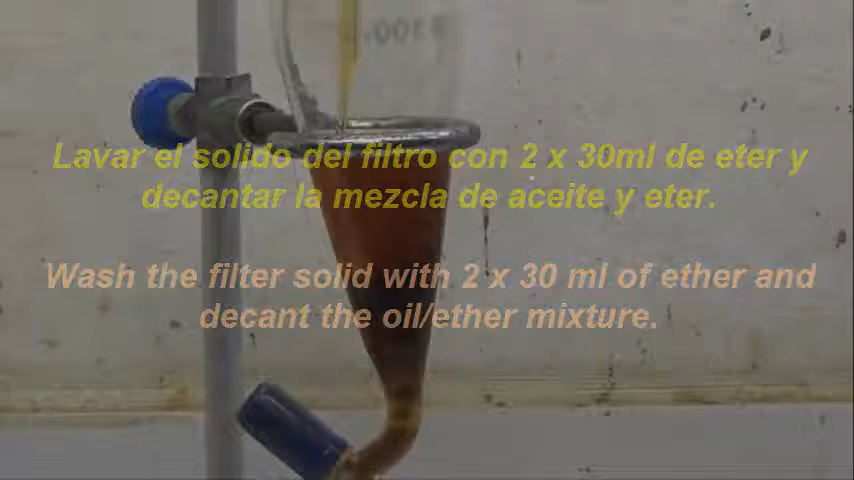 Lavar el solido del filtro con 2 x 30ml de eter y
decantar la mezcla de aceite y eter.
Wash the filter solid with 2 x 30 ml of ether and
decant the oil/ether mixture.